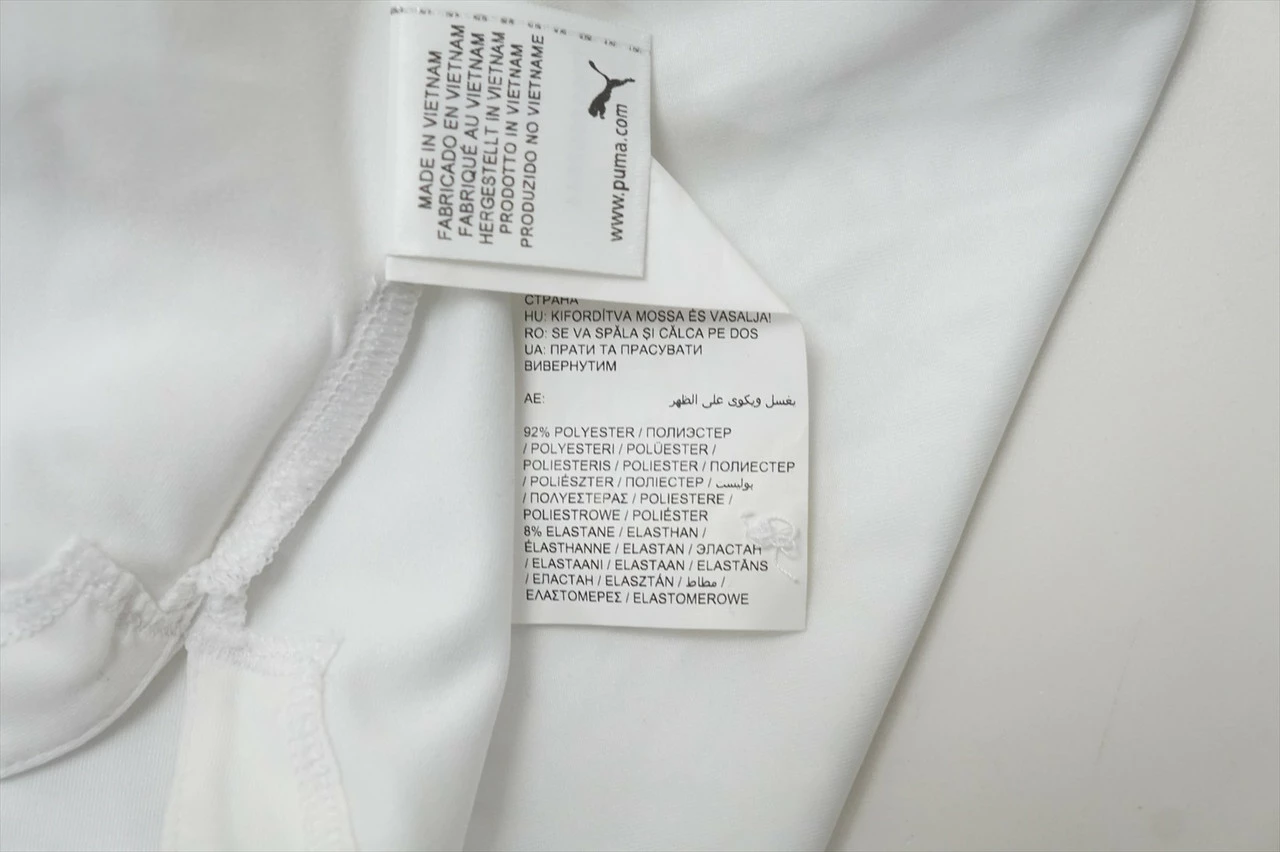 MADE IN VIETNAM
FABRICADO EN VIETNAM
FABRIQUÉ AU VIETNAM
HERGESTELLT IN VIETNAM
PRODOTTO IN VIETNAM
PRODUZIDO NO VIETNAME
www.puma.com
СТРАНА
HU: KIFORDÍTVA MOSSA ÉS VASALJA!
RO: SE VA SPĂLA ŞI CĂLCA PE DOS
UA: ПРАТИ ТА ПРАСУВАТИ
ВИВЕРНУТИМ
AE: يغسل ويكوى على الظهر
92% POLYESTER / ПОЛИЭСТЕР
/ POLYESTERI / POLÜESTER /
POLIESTERIS / POLIESTER / ПОЛИЕСТЕР
/ POLIÉSZTER / ПОЛІЕСТЕР / بوليست
/ ΠΟΛΥΕΣΤΕΡΑΣ / POLIESTERE /
POLIESTROWE / POLIÉSTER
8% ELASTANE / ELASTHAN /
ÉLASTHANNE / ELASTAN / ЭЛАСТАН
/ ELASTAANI / ELASTAAN / ELASTĀNS
/ ЕЛАСТАН / ELASZTÁN / مطاط /
ΕΛΑΣΤΟΜΕΡΕΣ / ELASTOMEROWE